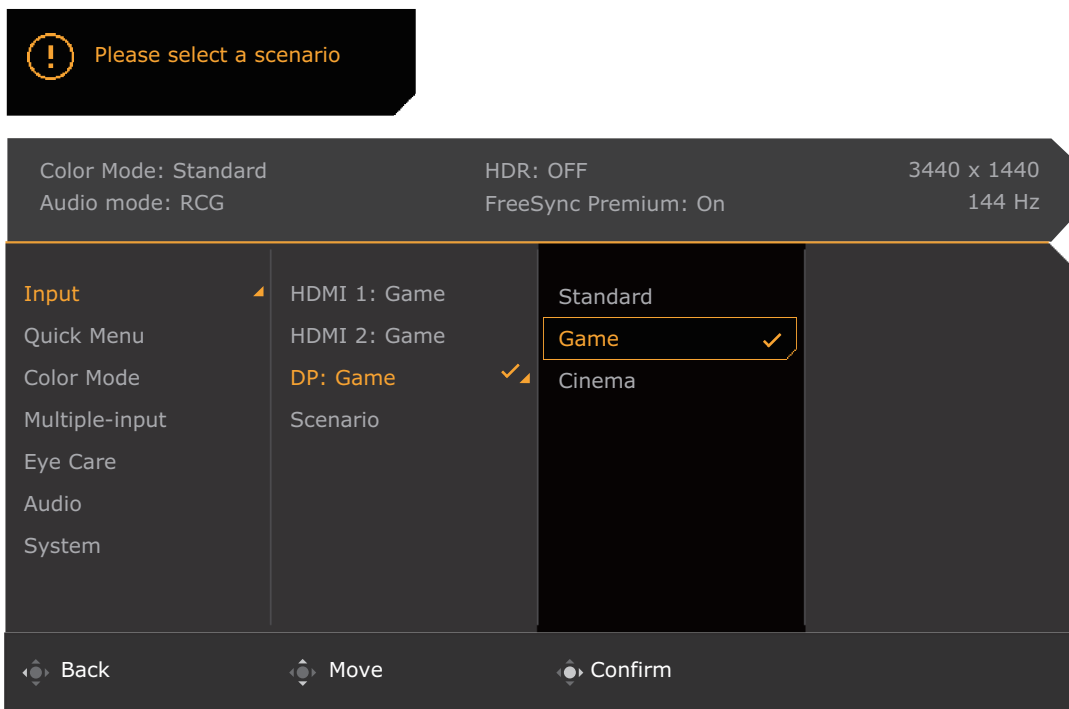 Please select a scenario
Color Mode: Standard
Audio mode: RCG
HDR: OFF
FreeSync Premium: On
3440 x 1440
144 Hz
Input
Quick Menu
Color Mode
Multiple-input
Eye Care
Audio
System
HDMI 1: Game
HDMI 2: Game
DP: Game
Scenario
Standard
Game
Cinema
Back
Move
Confirm